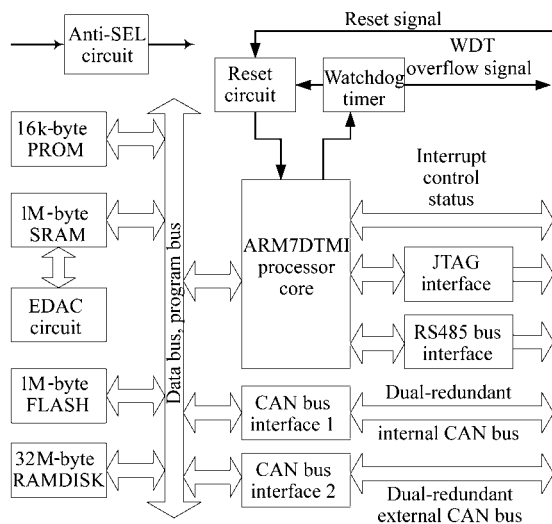 Anti-SEL
circuit
Reset signal
Reset
circuit
Watchdog
timer
WDT
overflow signal
16k-byte
PROM
1M-byte
SRAM
EDAC
circuit
1M-byte
FLASH
32M-byte
RAMDISK
Data bus, program bus
ARM7DTMI
processor
core
Interrupt
control
status
JTAG
interface
RS485 bus
interface
CAN bus
interface 1
Dual-redundant
internal CAN bus
CAN bus
interface 2
Dual-redundant
external CAN bus